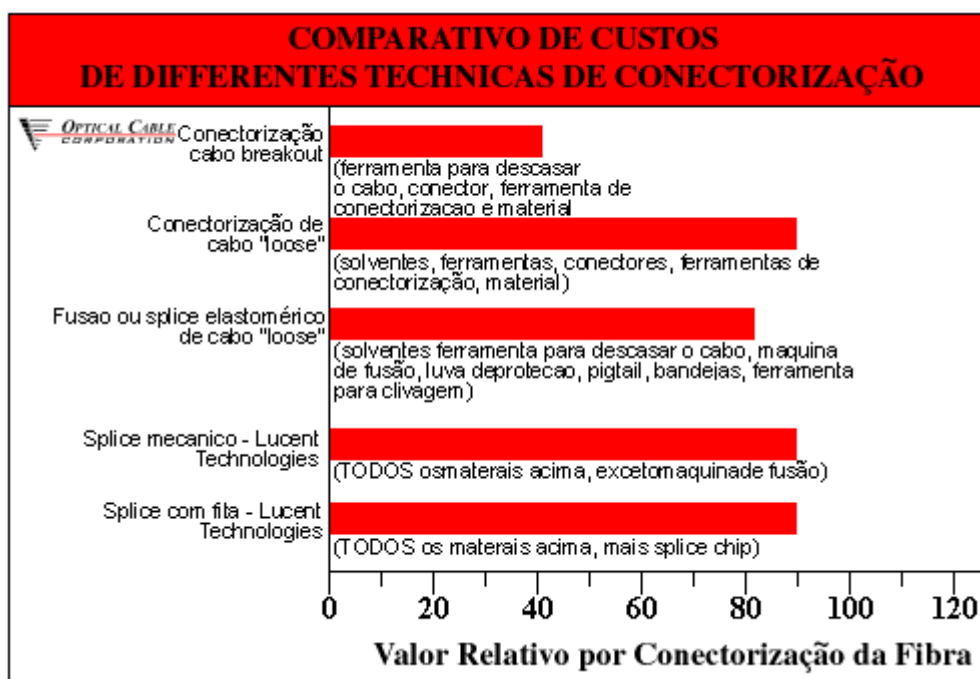 COMPARATIVO DE CUSTOS
DE DIFFERENTES TECHNICAS DE CONECTORIZAÇÃO
OPTICAL CABLE
CORPORATION
Conectorização
cabo breakout
(ferramenta para descasar
o cabo, conector, ferramenta de
conectorizacao e material
Conectorização de
cabo "loose"
(solventes, ferramentas, conectores, ferramentas de
conectorização, material)
Fusao ou splice elastomérico
de cabo "loose"
(solventes ferramenta para descasar o cabo, maquina
de fusão, luva deprotecao, pigtail, bandejas, ferramenta
para clivagem)
Splice mecanico - Lucent
Technologies
(TODOS osmaterais acima, excetomaquinade fusão)
Splice com fita - Lucent
Technologies
(TODOS os materais acima, mais splice chip)
0 20 40 60 80 100 120
Valor Relativo por Conectorização da Fibra